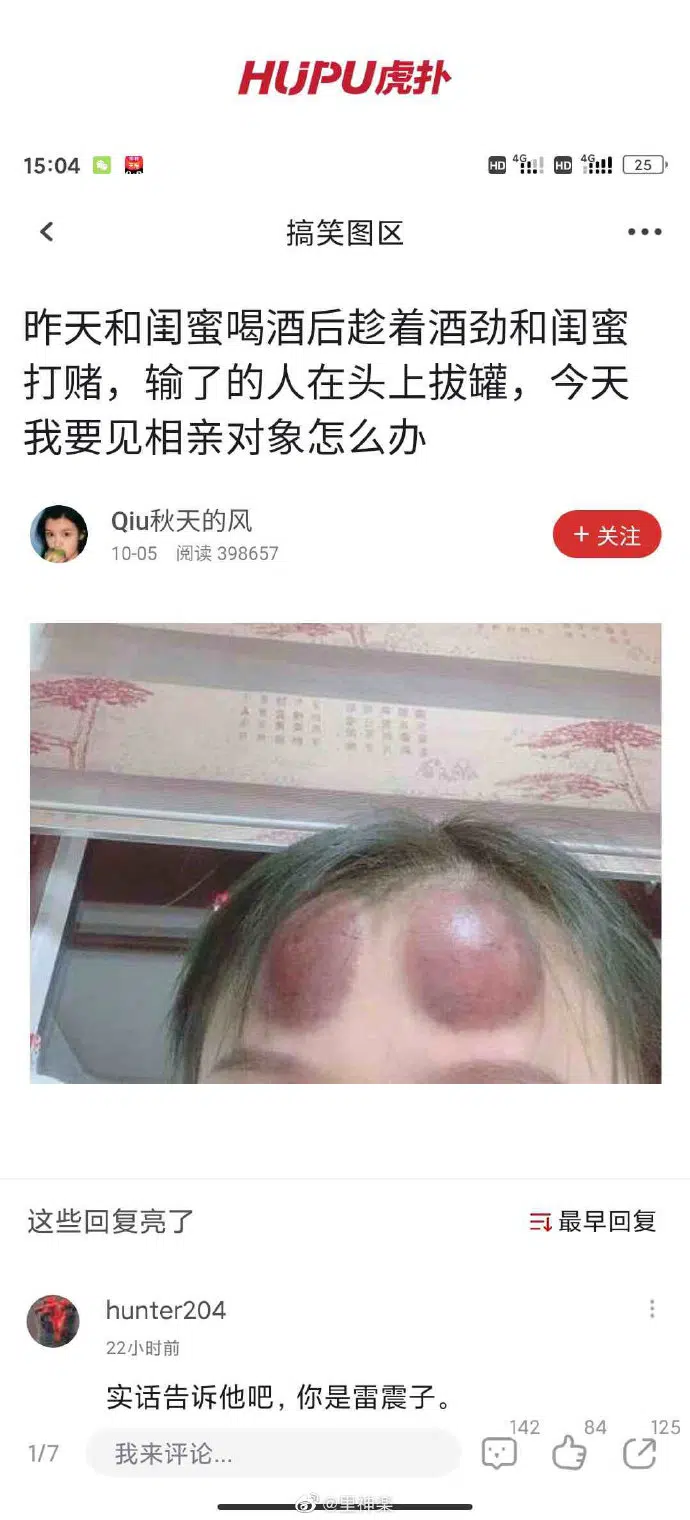 HUPU虎扑
15:04
HD 4G HD 4G 25
搞笑图区
昨天和闺蜜喝酒后趁着酒劲和闺蜜
打赌，输了的人在头上拔罐，今天
我要见相亲对象怎么办
Qiu秋天的风
10-05 阅读 398657
+ 关注
这些回复亮了
最早回复
hunter204
22小时前
实话告诉他吧，你是雷震子。
1/7
我来评论...
142
84
125